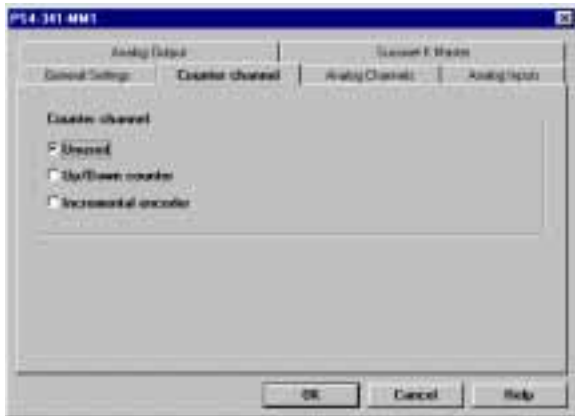 PS4-341-MM1
Analog Output
Suconet K Master
General Settings
Counter channel
Analog Channels
Analog Inputs
Counter channel
Unused
Up/Down counter
Incremental encoder
OK
Cancel
Help